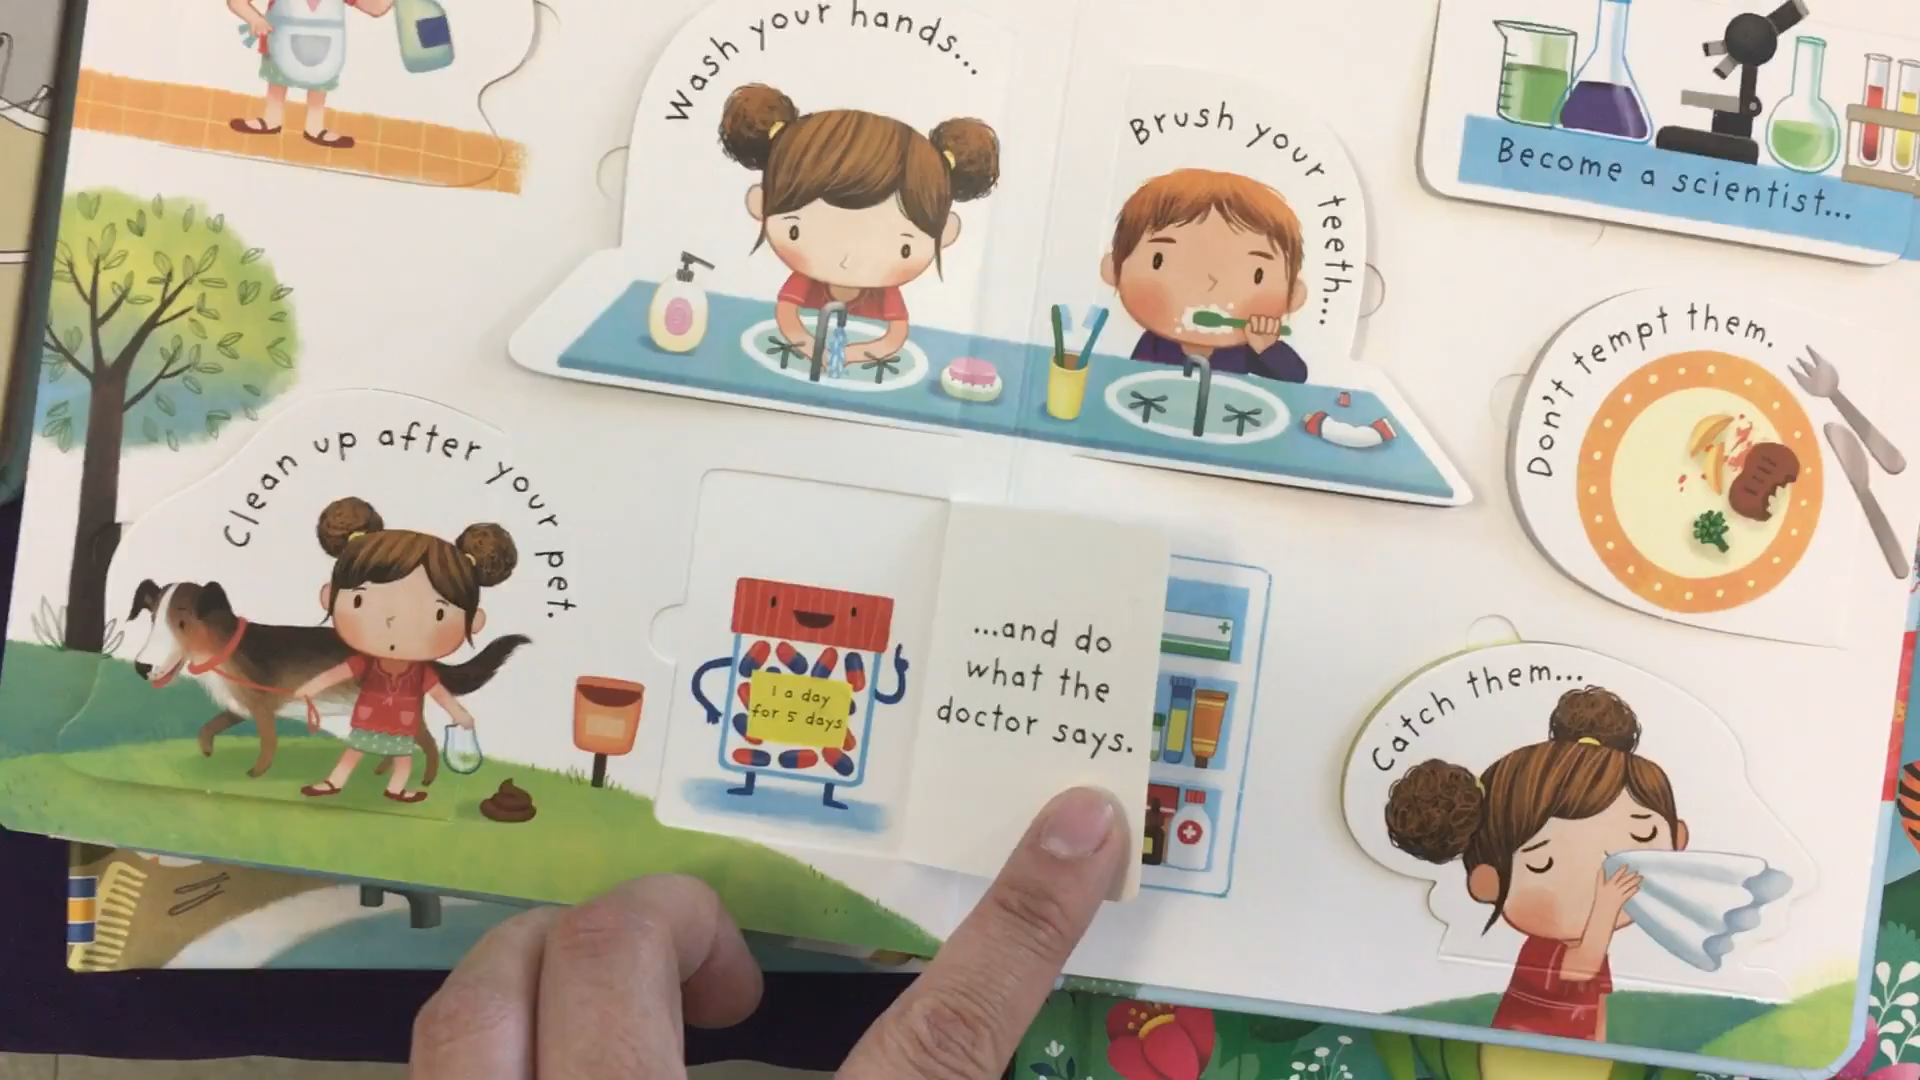 Wash your hands...
Brush your teeth...
Become a scientist...
Don't tempt them.
Clean up after your pet.
1 a day
for 5 days
...and do
what the
doctor says.
Catch them...